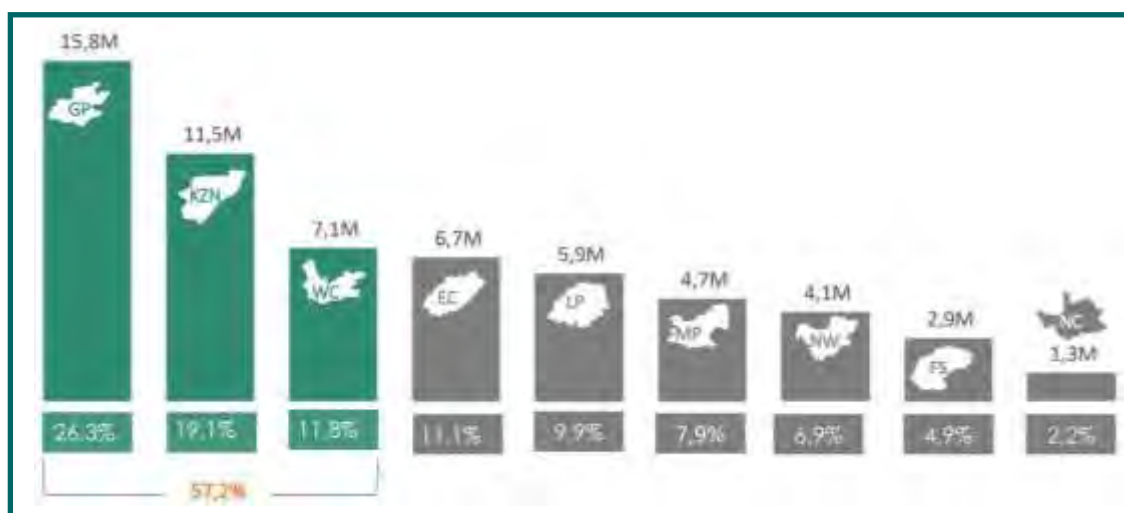 15,8M
GP
11,5M
KZN
7,1M
WC
6,7M
EC
5,9M
LP
4,7M
MP
4,1M
NW
2,9M
FS
NC
1,3M
26.3% 19,1% 11.8% 11,1% 9.9% 7,9% 6,9% 4,9% 2,2%
57,2%